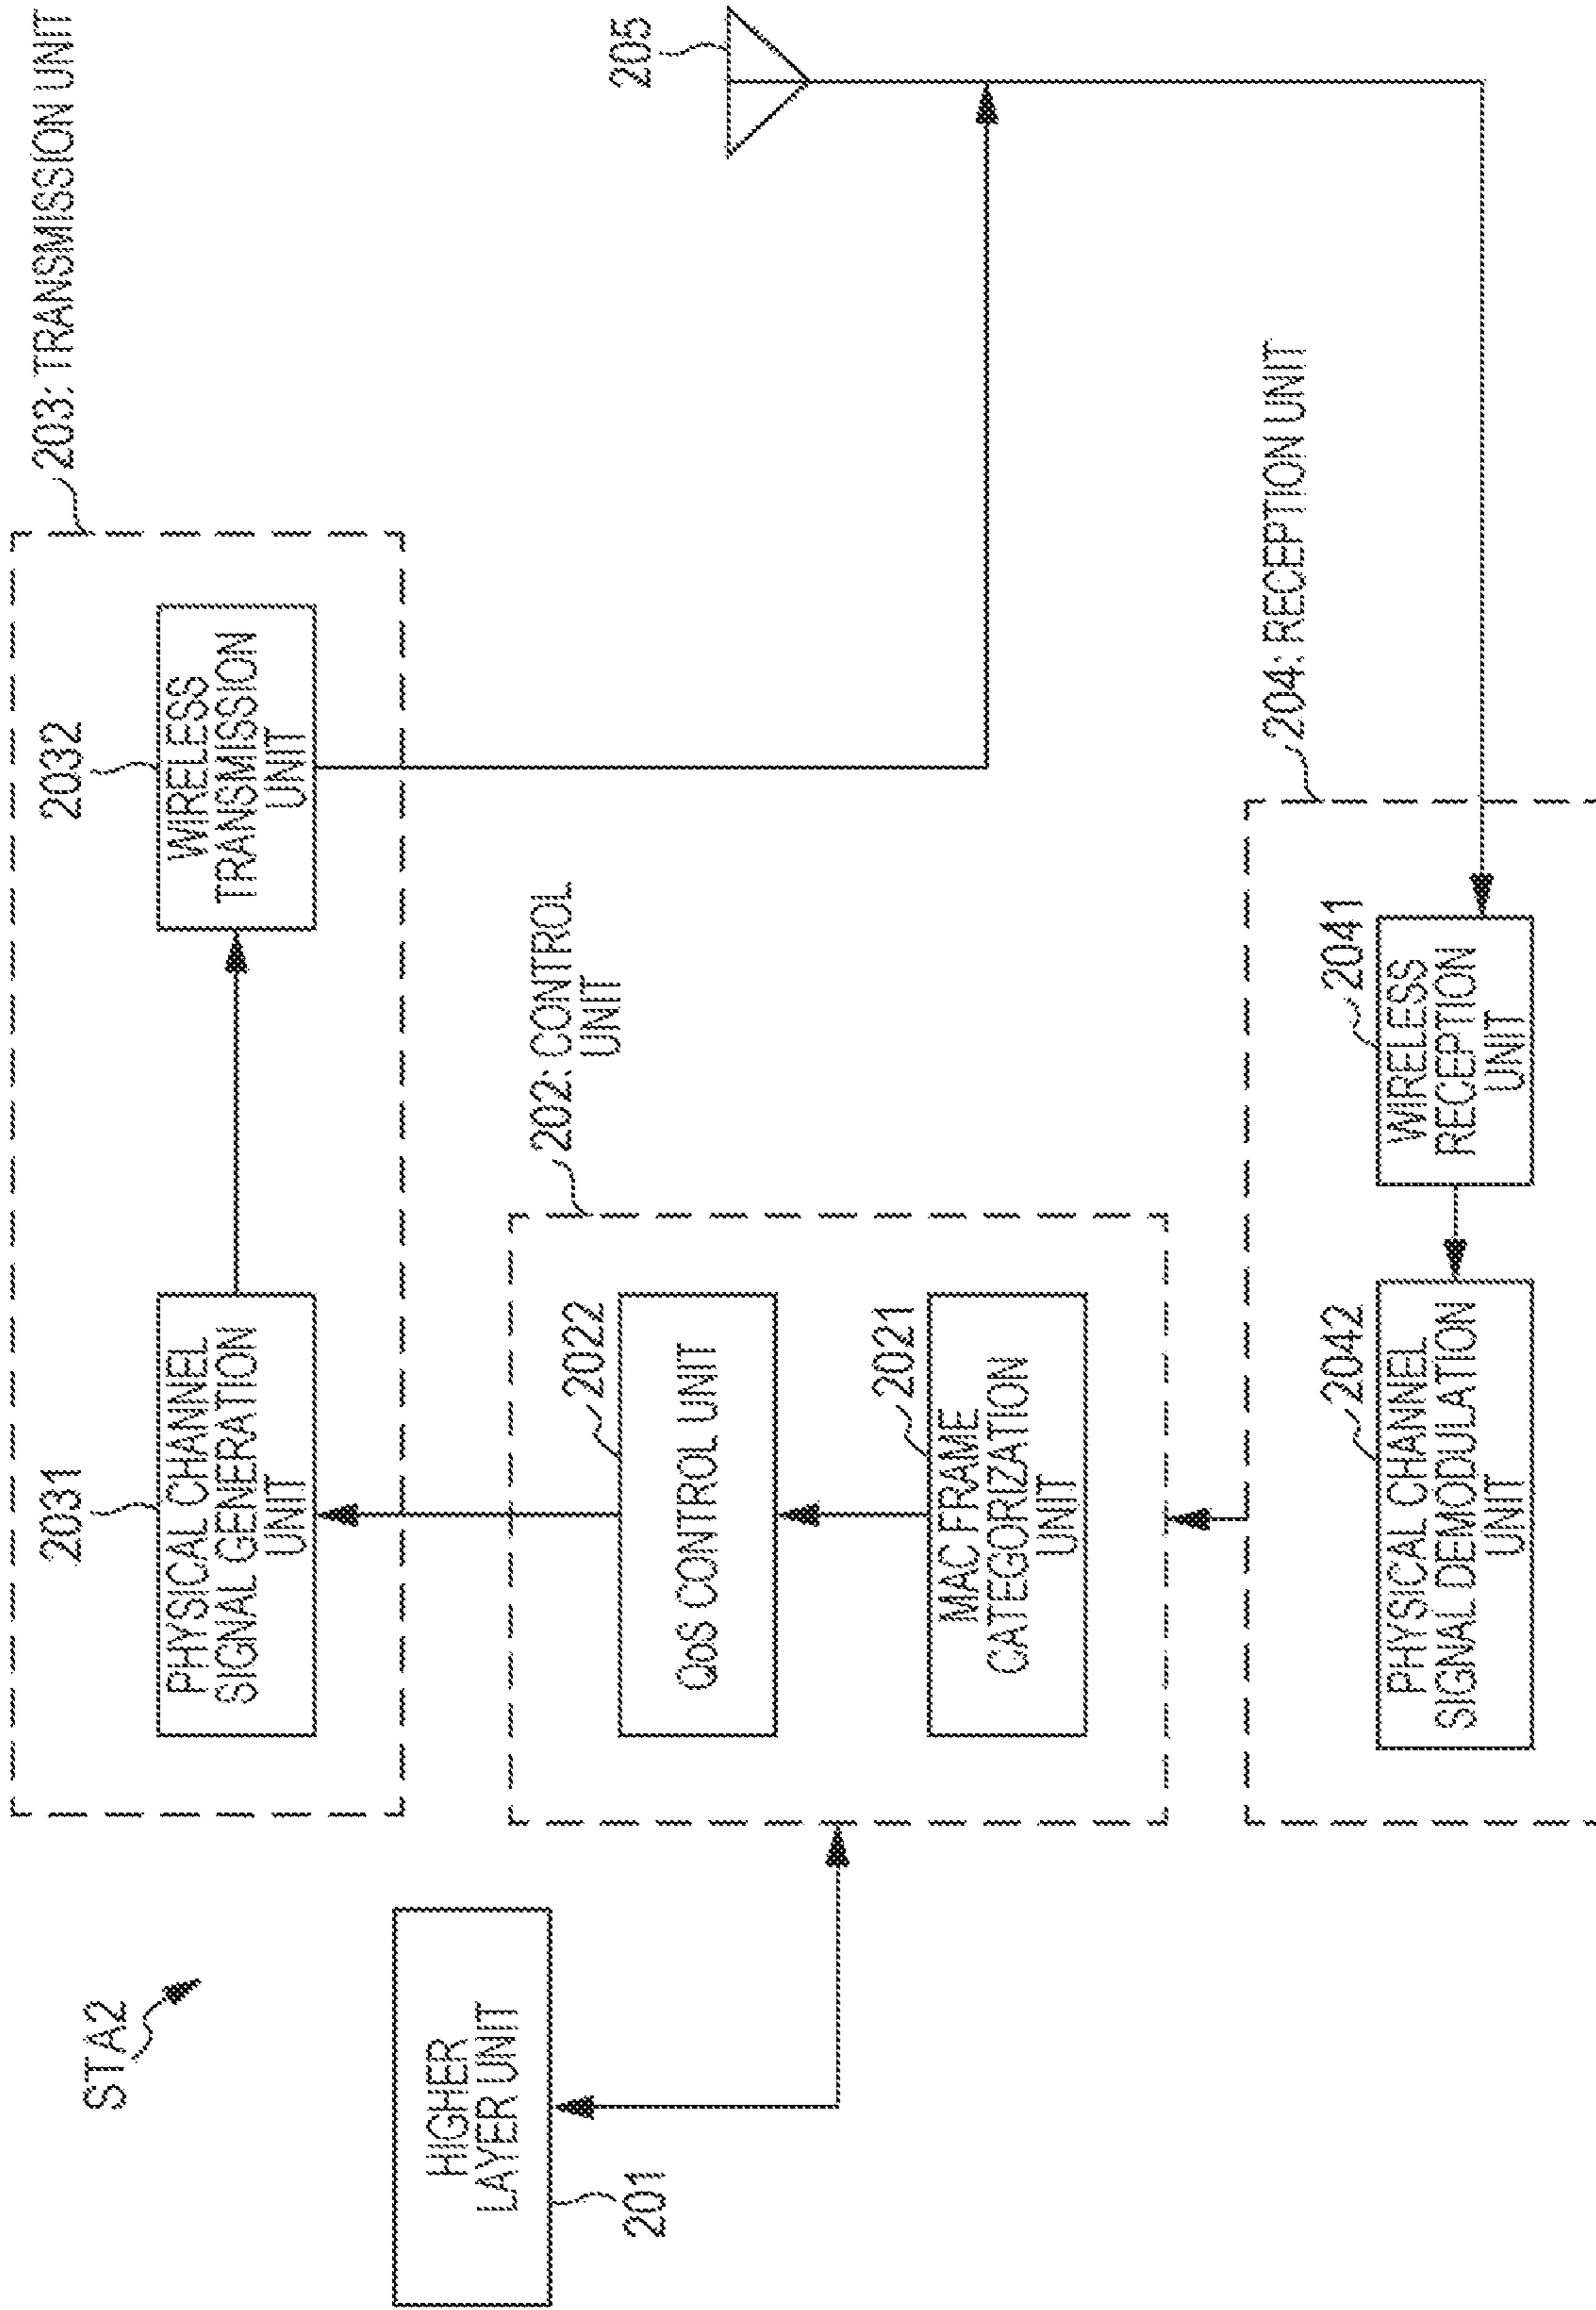 STA2
203: TRANSMISSION UNIT
2031
PHYSICAL CHANNEL
SIGNAL GENERATION
UNIT
2032
WIRELESS
TRANSMISSION
UNIT
HIGHER
LAYER UNIT
201
202: CONTROL
UNIT
2022
QoS CONTROL UNIT
2021
MAC FRAME
CATEGORIZATION
UNIT
205
204: RECEPTION UNIT
2042
PHYSICAL CHANNEL
SIGNAL DEMODULATION
UNIT
2041
WIRELESS
RECEPTION
UNIT